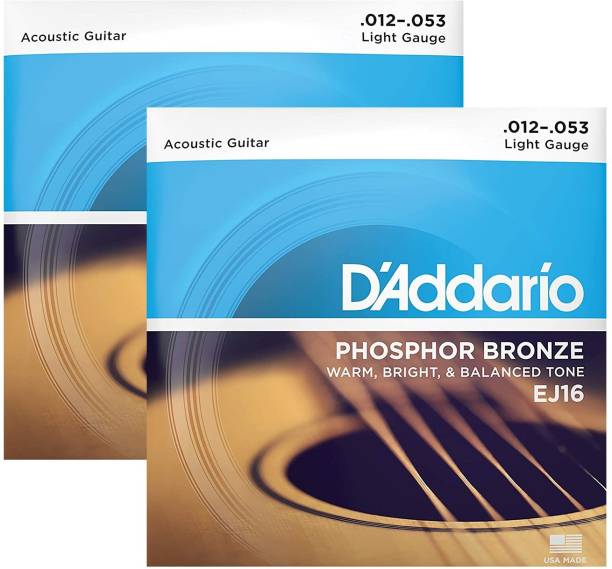 Acoustic Guitar
.012–.053
Light Gauge
Acoustic Guitar
.012–.053
Light Gauge
D'Addario
PHOSPHOR BRONZE
WARM, BRIGHT, & BALANCED TONE
EJ16
USA MADE